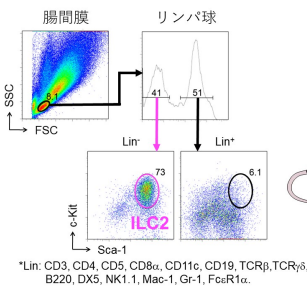 腸間膜
リンパ球
SSC
8.1
FSC
41
51
Lin-
Lin+
73
6.1
ILC2
c-Kit
Sca-1
*Lin: CD3, CD4, CD5, CD8α, CD11c, CD19, TCRβ,TCRγδ,
B220, DX5, NK1.1, Mac-1, Gr-1, FcεR1α.